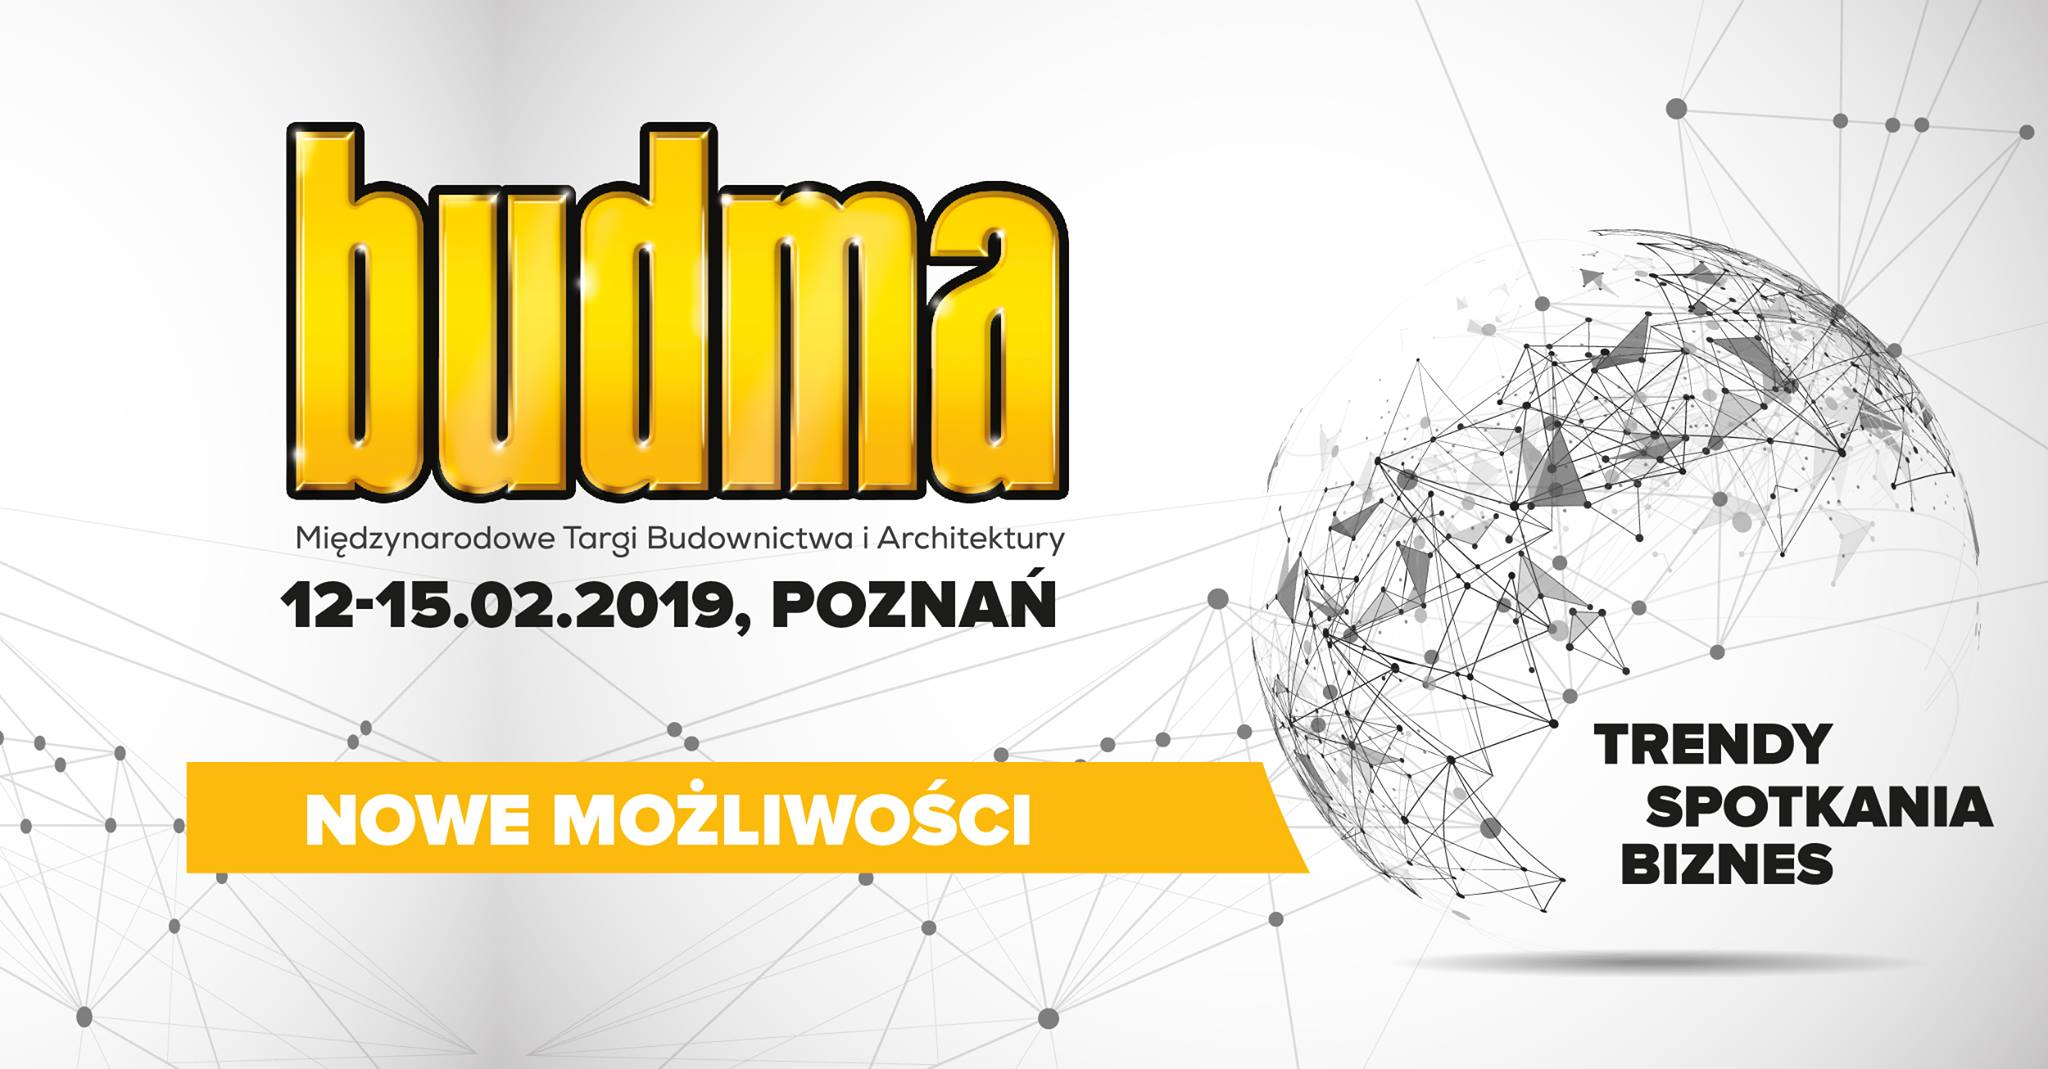 budma
Międzynarodowe Targi Budownictwa i Architektury
12-15.02.2019, POZNAŃ
NOWE MOŻLIWOŚCI
TRENDY
SPOTKANIA
BIZNES